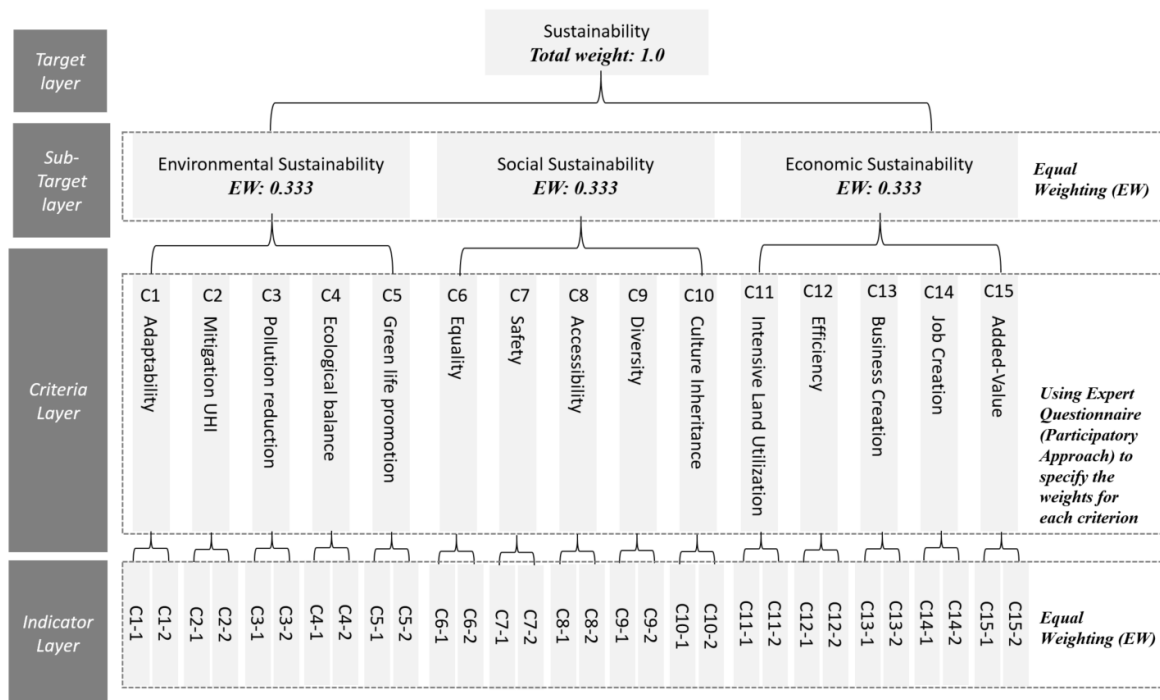 Target
layer
Sustainability
Total weight: 1.0
Sub-
Target
layer
Environmental Sustainability
EW: 0.333
Social Sustainability
EW: 0.333
Economic Sustainability
EW: 0.333
Equal
Weighting (EW)
Criteria
Layer
C1
Adaptability
C2
Mitigation UHI
C3
Pollution reduction
C4
Ecological balance
C5
Green life promotion
C6
Equality
C7
Safety
C8
Accessibility
C9
Diversity
C10
Culture Inheritance
C11
Intensive Land Utilization
C12
Efficiency
C13
Business Creation
C14
Job Creation
C15
Added-Value
Using Expert
Questionnaire
(Participatory
Approach) to
specify the
weights for
each criterion
Indicator
Layer
C1-1
C1-2
C2-1
C2-2
C3-1
C3-2
C4-1
C4-2
C5-1
C5-2
C6-1
C6-2
C7-1
C7-2
C8-1
C8-2
C9-1
C9-2
C10-1
C10-2
C11-1
C11-2
C12-1
C12-2
C13-1
C13-2
C14-1
C14-2
C15-1
C15-2
Equal
Weighting (EW)